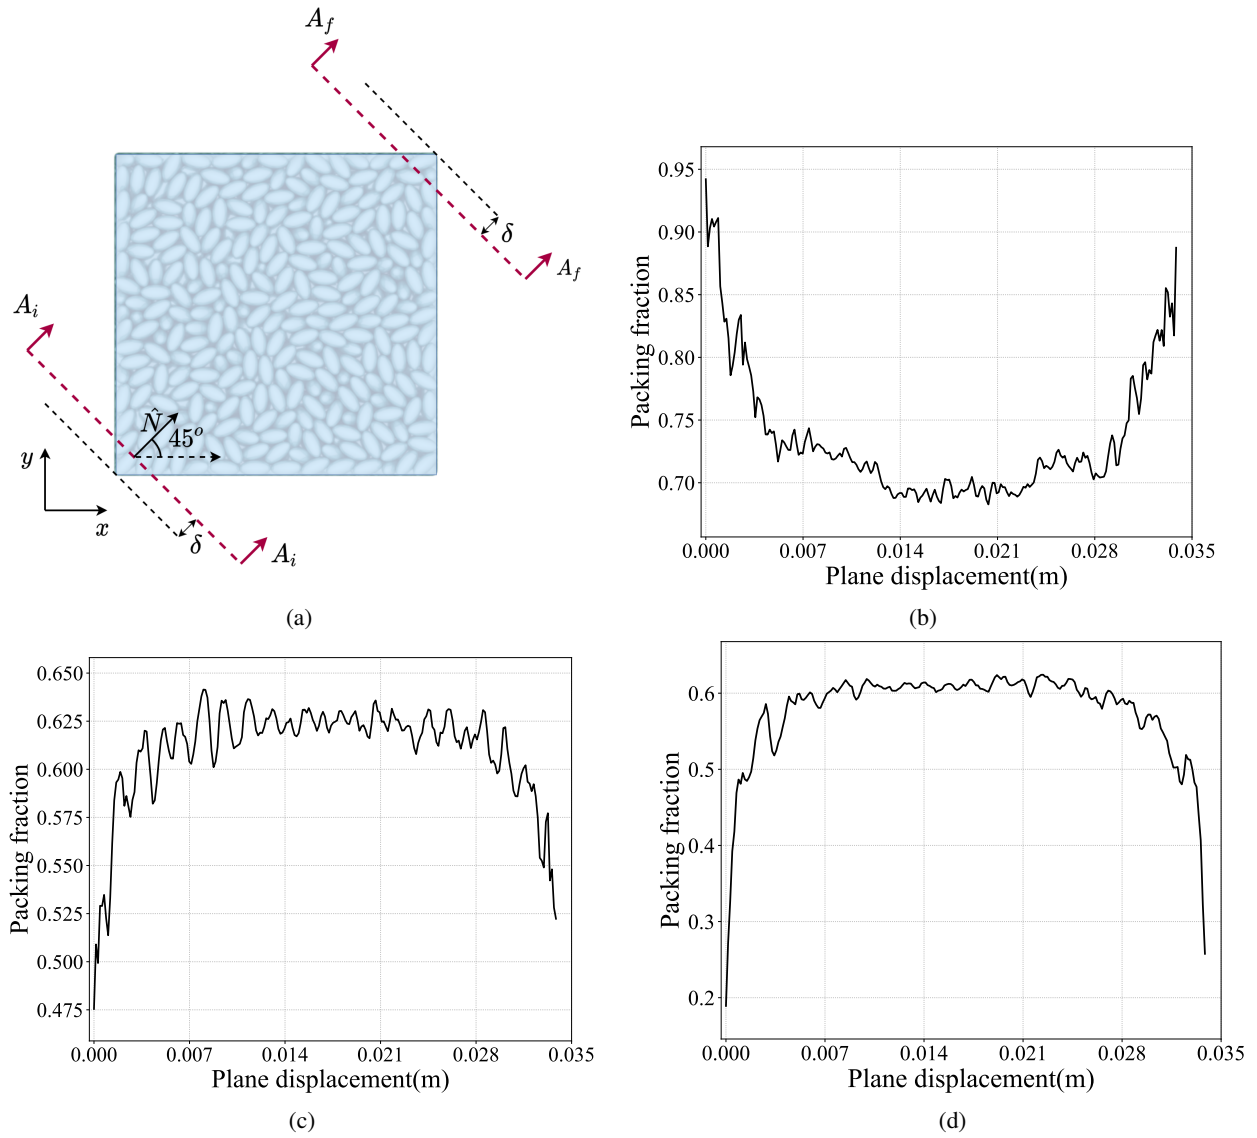 A_f
δ
A_f
A_i
N̂
45°
y
x
δ
A_i
(a)
Packing fraction
0.95
0.90
0.85
0.80
0.75
0.70
0.000 0.007 0.014 0.021 0.028 0.035
Plane displacement(m)
(b)
Packing fraction
0.650
0.625
0.600
0.575
0.550
0.525
0.500
0.475
0.000 0.007 0.014 0.021 0.028 0.035
Plane displacement(m)
(c)
Packing fraction
0.6
0.5
0.4
0.3
0.2
0.000 0.007 0.014 0.021 0.028 0.035
Plane displacement(m)
(d)